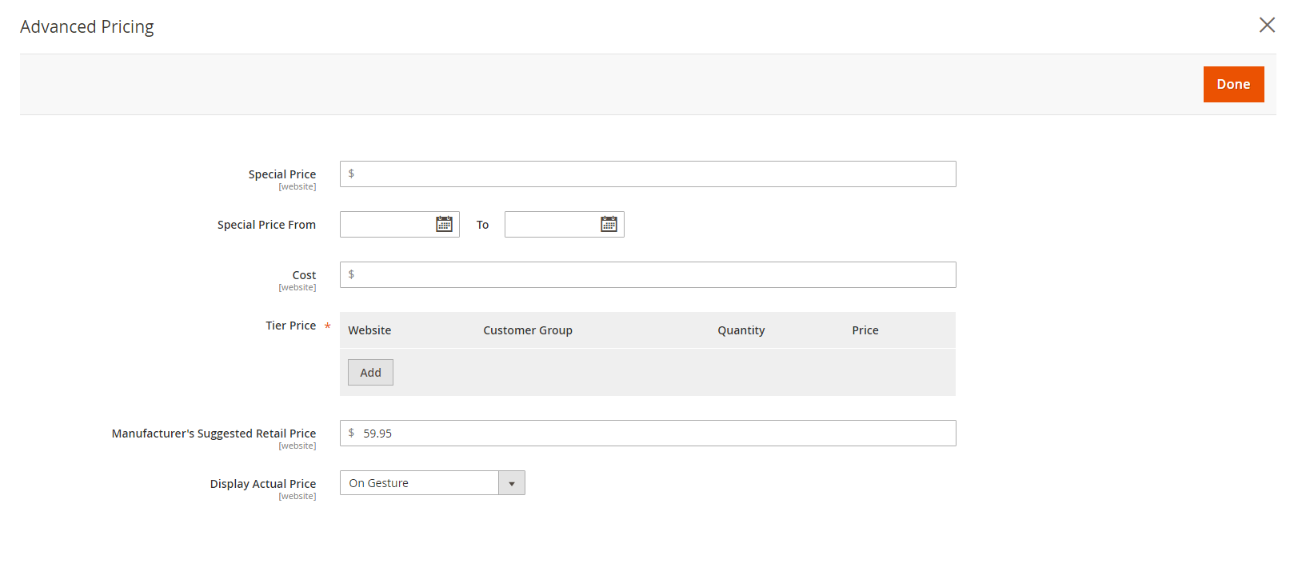 Advanced Pricing
Done
Special Price $
[website]
Special Price From To
Cost $
[website]
Tier Price * Website Customer Group Quantity Price
Add
Manufacturer's Suggested Retail Price $ 59.95
[website]
Display Actual Price On Gesture
[website]